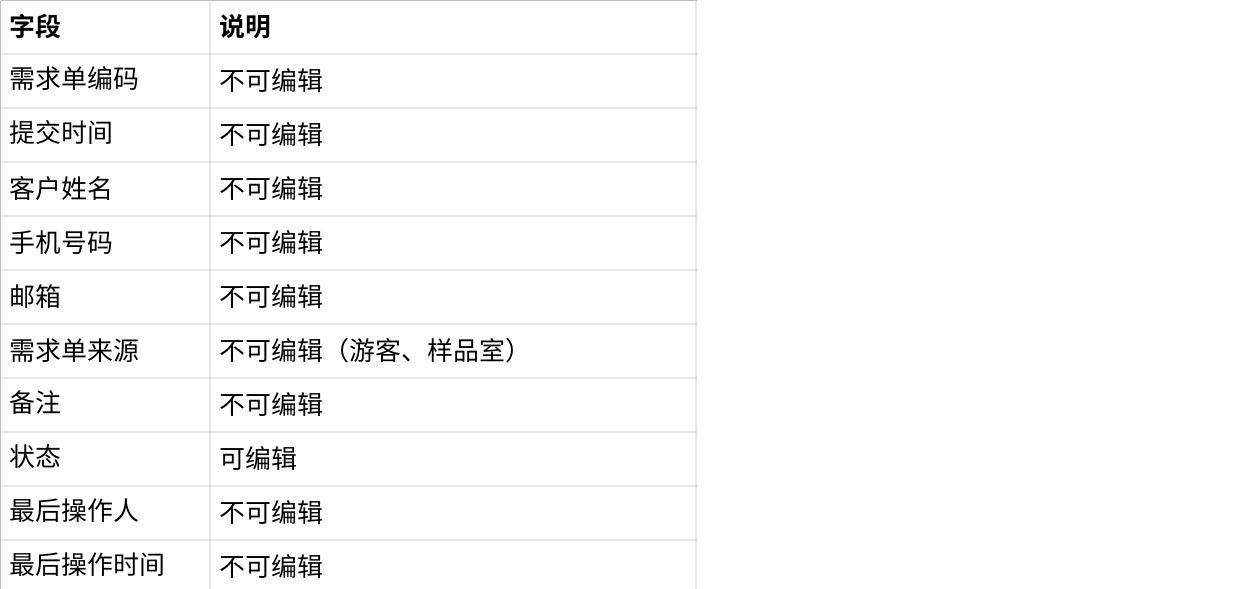 字段 说明
需求单编码 不可编辑
提交时间 不可编辑
客户姓名 不可编辑
手机号码 不可编辑
邮箱 不可编辑
需求单来源 不可编辑（游客、样品室）
备注 不可编辑
状态 可编辑
最后操作人 不可编辑
最后操作时间 不可编辑